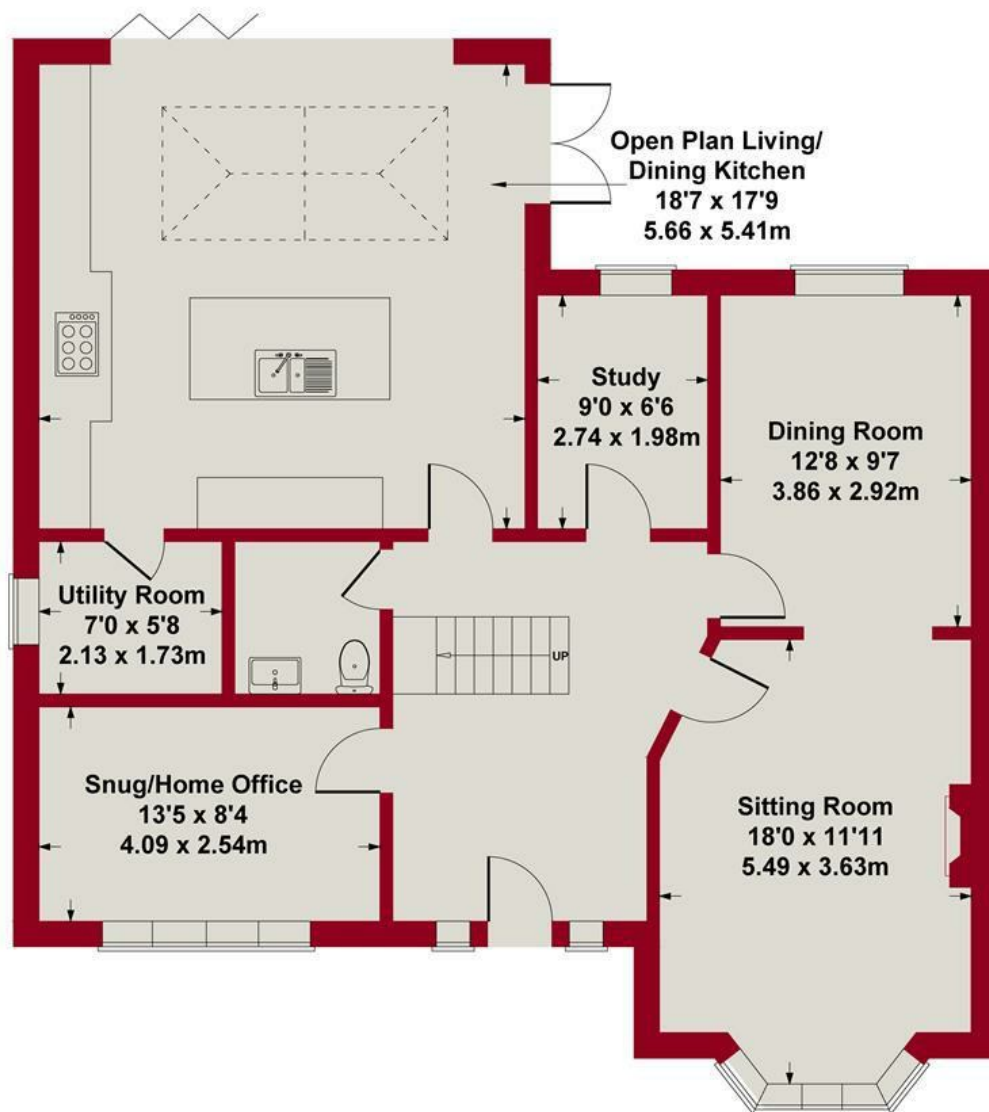 Open Plan Living/
Dining Kitchen
18'7 x 17'9
5.66 x 5.41m
Study
9'0 x 6'6
2.74 x 1.98m
Dining Room
12'8 x 9'7
3.86 x 2.92m
Utility Room
7'0 x 5'8
2.13 x 1.73m
UP
Snug/Home Office
13'5 x 8'4
4.09 x 2.54m
Sitting Room
18'0 x 11'11
5.49 x 3.63m